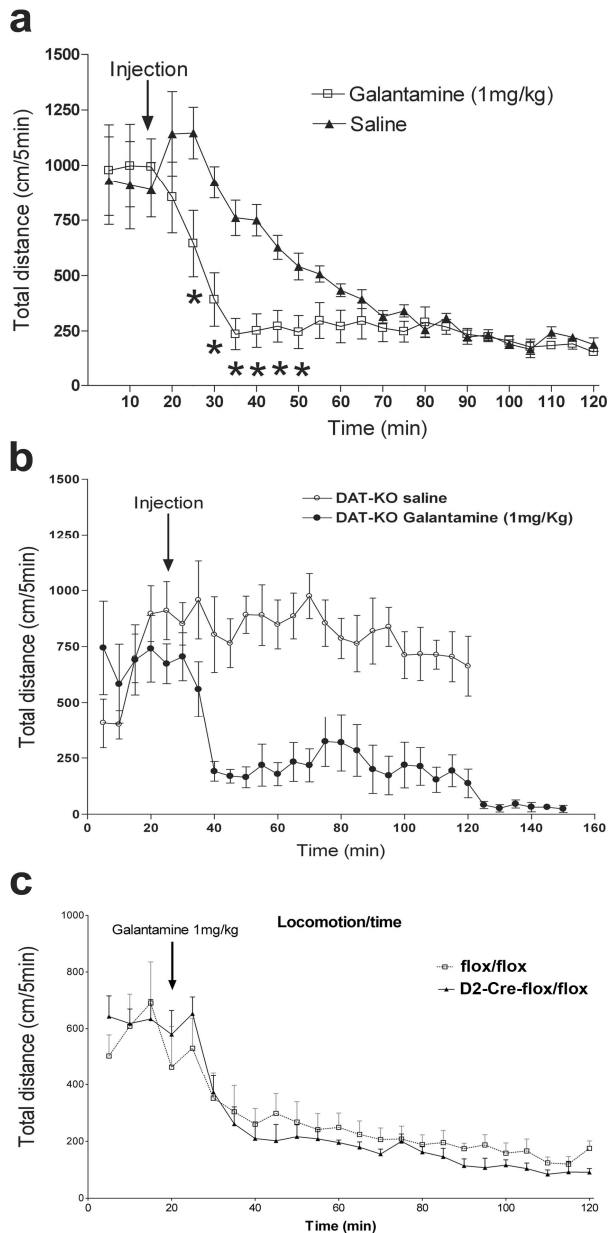 a
Injection
Galantamine (1mg/kg)
Saline
Total distance (cm/5min)
1500
1250
1000
750
500
250
0
*
*
* * * *
10 20 30 40 50 60 70 80 90 100 110 120
Time (min)
b
Injection
DAT-KO saline
DAT-KO Galantamine (1mg/Kg)
Total distance (cm/5min)
1500
1250
1000
750
500
250
0
0 20 40 60 80 100 120 140 160
Time (min)
c
Locomotion/time
Galantamine 1mg/kg
flox/flox
D2-Cre-flox/flox
Total distance (cm/5min)
1000
800
600
400
200
0
0 20 40 60 80 100 120
Time (min)